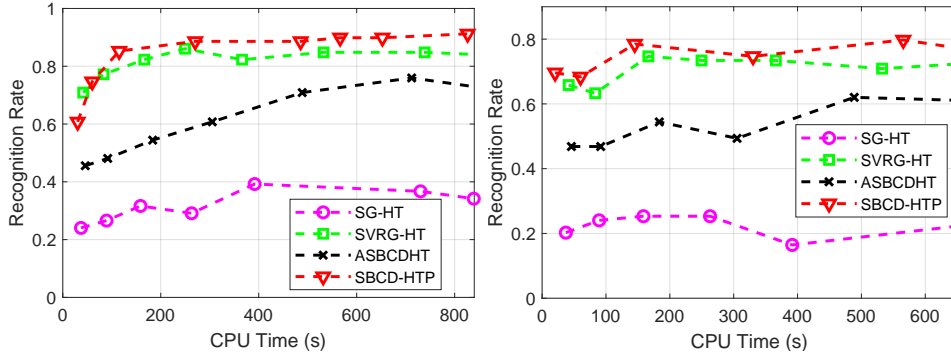 1
0.8
0.6
0.4
0.2
0
Recognition Rate
0 200 400 600 800
CPU Time (s)
SG-HT
SVRG-HT
ASBCDHT
SBCD-HTP
0.8
0.6
0.4
0.2
0
Recognition Rate
0 100 200 300 400 500 600
CPU Time (s)
SG-HT
SVRG-HT
ASBCDHT
SBCD-HTP